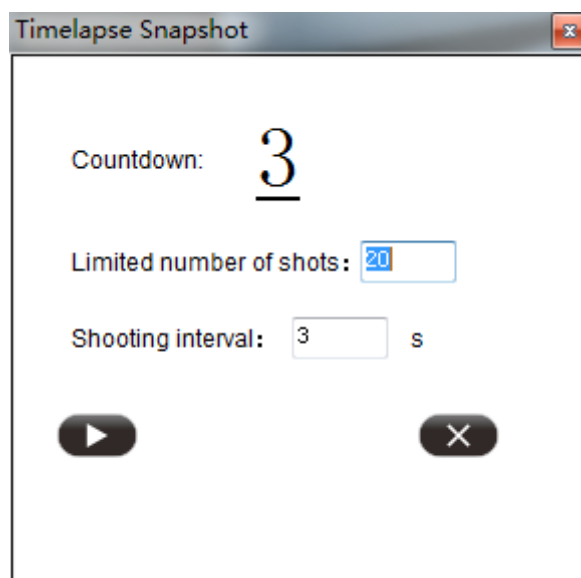 Timelapse Snapshot
Countdown: 3
Limited number of shots： 20
Shooting interval： 3 s